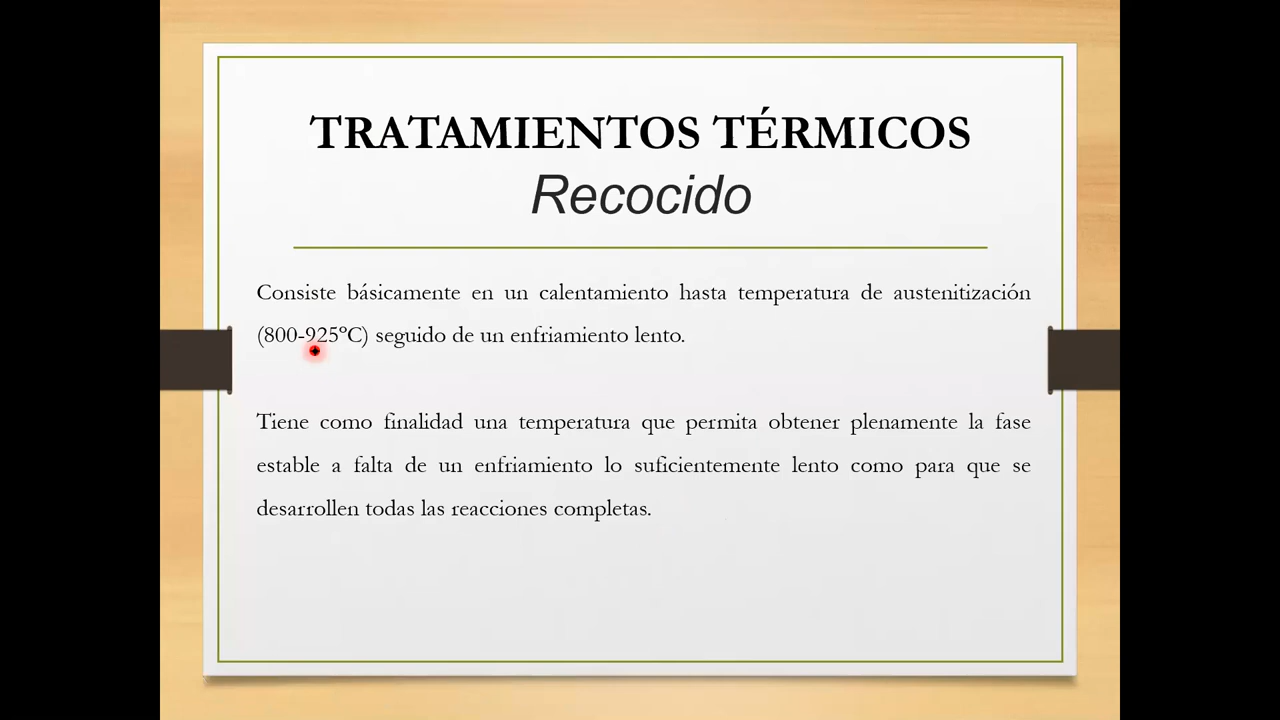 TRATAMIENTOS TÉRMICOS
Recocido
Consiste básicamente en un calentamiento hasta temperatura de austenitización
(800-925ºC) seguido de un enfriamiento lento.
Tiene como finalidad una temperatura que permita obtener plenamente la fase
estable a falta de un enfriamiento lo suficientemente lento como para que se
desarrollen todas las reacciones completas.